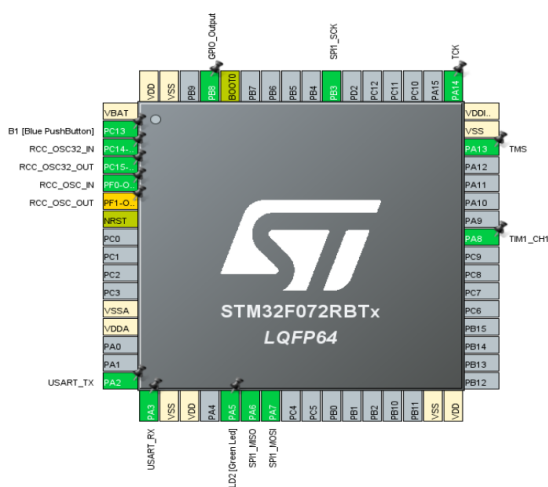 GPIO_Output
SPI1_SCK
TCK
VDD
VSS
PB9
PB8
BOOT0
PB7
PB6
PB5
PB4
PB3
PD2
PC12
PC11
PC10
PA15
PA14
B1 [Blue PushButton]
RCC_OSC32_IN
RCC_OSC32_OUT
RCC_OSC_IN
RCC_OSC_OUT
USART_TX
VBAT
PC13
PC14-..
PC15-..
PF0-O..
PF1-O..
NRST
PC0
PC1
PC2
PC3
VSSA
VDDA
PA0
PA1
PA2
STM32F072RBTx
LQFP64
VDDI..
VSS
PA13
PA12
PA11
PA10
PA9
PA8
PC9
PC8
PC7
PC6
PB15
PB14
PB13
PB12
TMS
TIM1_CH1
PA3
VSS
VDD
PA4
PA5
PA6
PA7
PC4
PC5
PB0
PB1
PB2
PB10
PB11
VSS
VDD
USART_RX
LD2 [Green Led]
SPI1_MISO
SPI1_MOSI